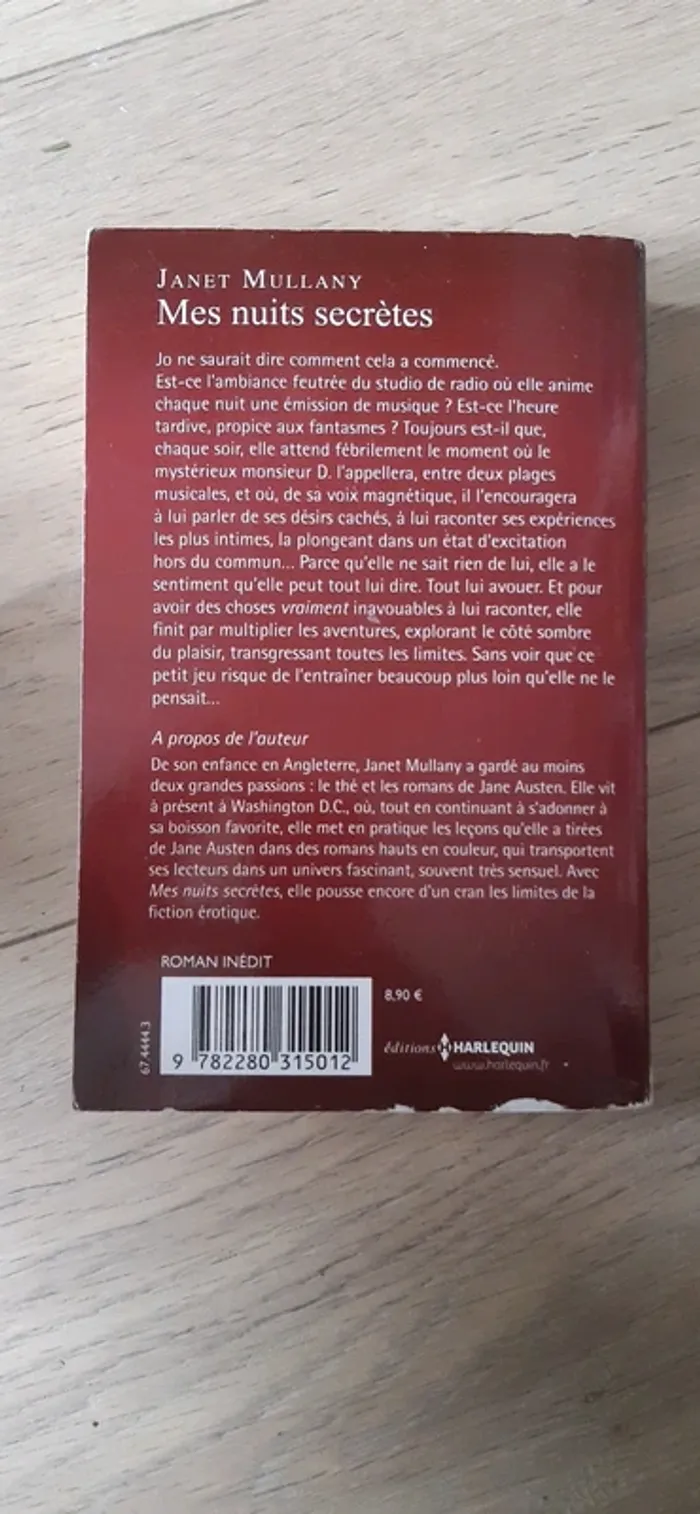 JANET MULLANY
Mes nuits secrètes
Jo ne saurait dire comment cela a commencé.
Est-ce l'ambiance feutrée du studio de radio où elle anime
chaque nuit une émission de musique ? Est-ce l'heure
tardive, propice aux fantasmes ? Toujours est-il que,
chaque soir, elle attend fébrilement le moment où le
mystérieux monsieur D. l'appellera, entre deux plages
musicales, et où, de sa voix magnétique, il l'encouragera
à lui parler de ses désirs cachés, à lui raconter ses expériences
les plus intimes, la plongeant dans un état d'excitation
hors du commun... Parce qu'elle ne sait rien de lui, elle a le
sentiment qu'elle peut tout lui dire. Tout lui avouer. Et pour
avoir des choses vraiment inavouables à lui raconter, elle
finit par multiplier les aventures, explorant le côté sombre
du plaisir, transgressant toutes les limites. Sans voir que ce
petit jeu risque de l'entraîner beaucoup plus loin qu'elle ne le
pensait...
A propos de l'auteur
De son enfance en Angleterre, Janet Mullany a gardé au moins
deux grandes passions : le thé et les romans de Jane Austen. Elle vit
à présent à Washington D.C., où, tout en continuant à s'adonner à
sa boisson favorite, elle met en pratique les leçons qu'elle a tirées
de Jane Austen dans des romans hauts en couleur, qui transportent
ses lecteurs dans un univers fascinant, souvent très sensuel. Avec
Mes nuits secrètes, elle pousse encore d'un cran les limites de la
fiction érotique.
ROMAN INÉDIT
8,90 €
67.4444.3
9 782280 315012
éditions HARLEQUIN
www.harlequin.fr